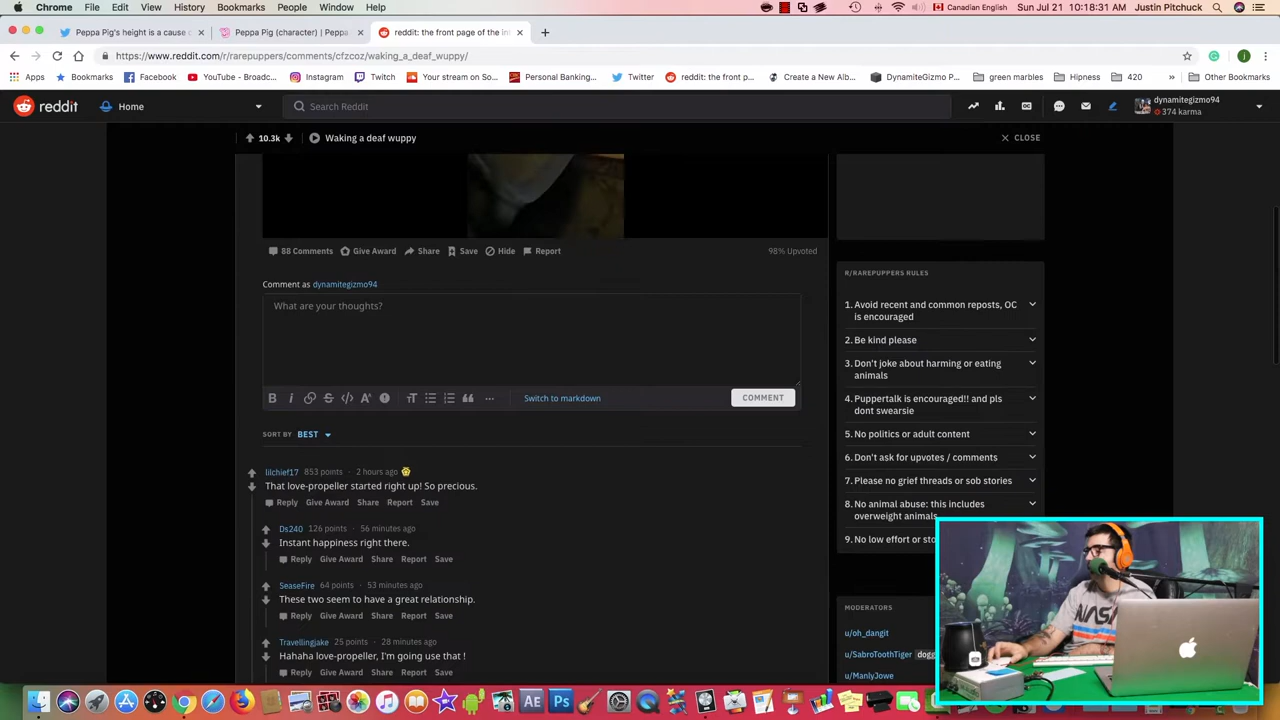 Chrome File Edit View History Bookmarks People Window Help Canadian English Sun Jul 21 10:18:31 AM Justin Pitchuck
Peppa Pig's height is a cause c Peppa Pig (character) | Peppa reddit: the front page of the in
https://www.reddit.com/r/rarepuppers/comments/cfzcoz/waking_a_deaf_wuppy/
Apps Bookmarks Facebook YouTube - Broadc... Instagram Twitch Your stream on So... Personal Banking... Twitter reddit: the front p... Create a New Alb... DynamiteGizmo P... green marbles Hipness 420 » Other Bookmarks
reddit Home Search Reddit dynamitegizmo94
374 karma
10.3k Waking a deaf wuppy CLOSE
88 Comments Give Award Share Save Hide Report 98% Upvoted
Comment as dynamitegizmo94
What are your thoughts?
Switch to markdown COMMENT
SORT BY BEST
lilchief17 853 points · 2 hours ago
That love-propeller started right up! So precious.
Reply Give Award Share Report Save
Ds240 126 points · 56 minutes ago
Instant happiness right there.
Reply Give Award Share Report Save
SeaseFire 64 points · 53 minutes ago
These two seem to have a great relationship.
Reply Give Award Share Report Save
Travellingjake 25 points · 28 minutes ago
Hahaha love-propeller, I'm going use that !
Reply Give Award Share Report Save
R/RAREPUPPERS RULES
1. Avoid recent and common reposts, OC
is encouraged
2. Be kind please
3. Don't joke about harming or eating
animals
4. Puppertalk is encouraged!! and pls
dont swearsie
5. No politics or adult content
6. Don't ask for upvotes / comments
7. Please no grief threads or sob stories
8. No animal abuse: this includes
overweight animals
9. No low effort or sto
MODERATORS
u/oh_dangit
u/SabroToothTiger dogg
u/ManlyJowe
NASA
AE Ps